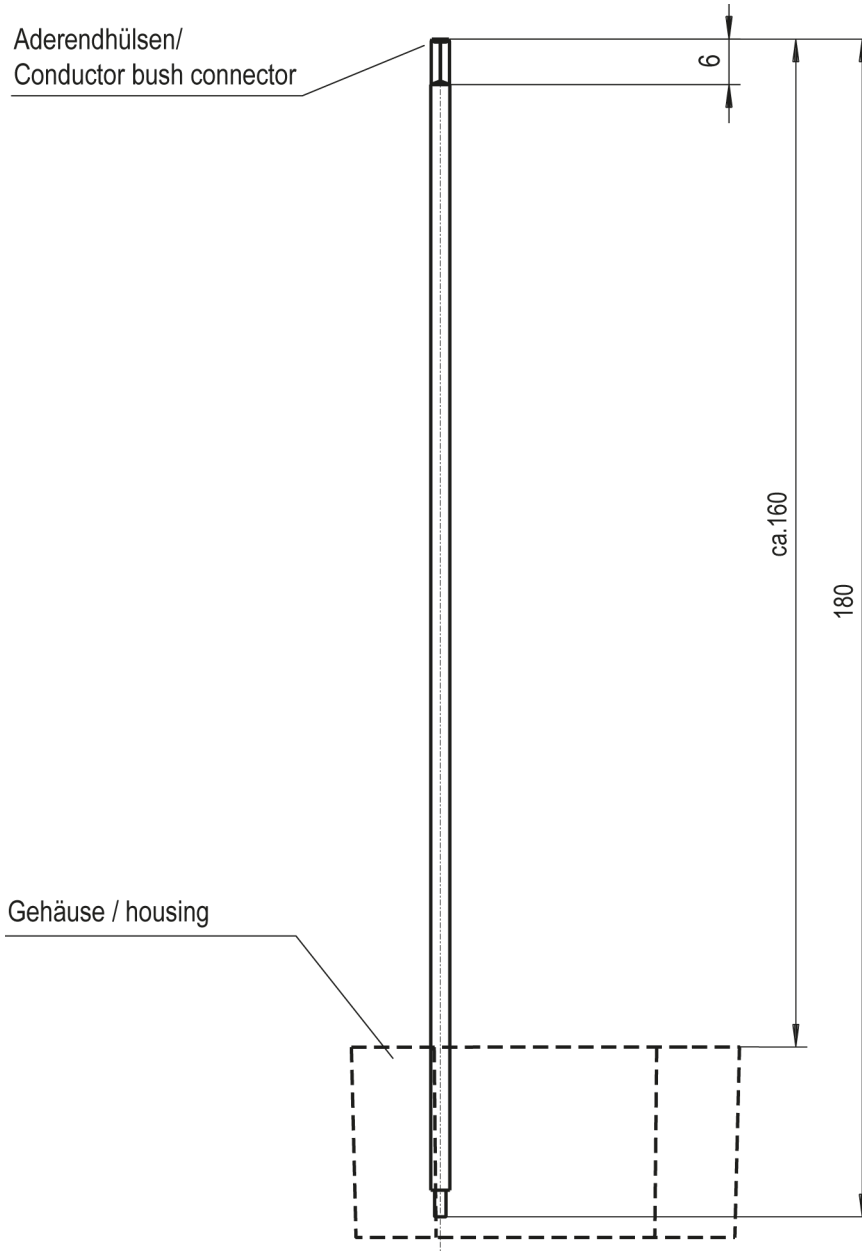 Aderendhülsen/
Conductor bush connector
6
ca.160
180
Gehäuse / housing